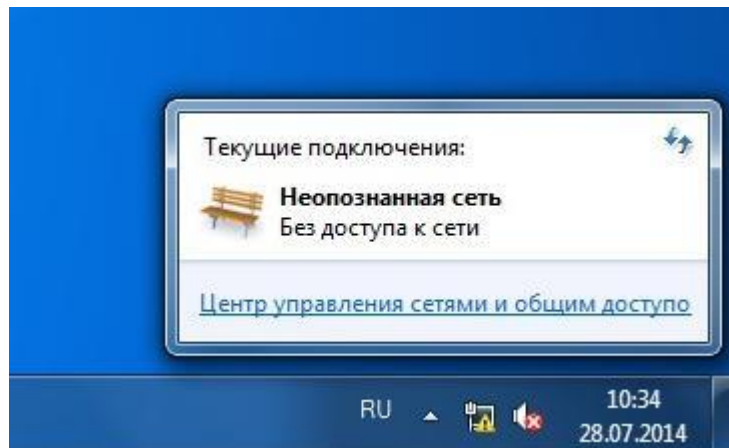 Текущие подключения:
Неопознанная сеть
Без доступа к сети
Центр управления сетями и общим доступо
RU
10:34
28.07.2014